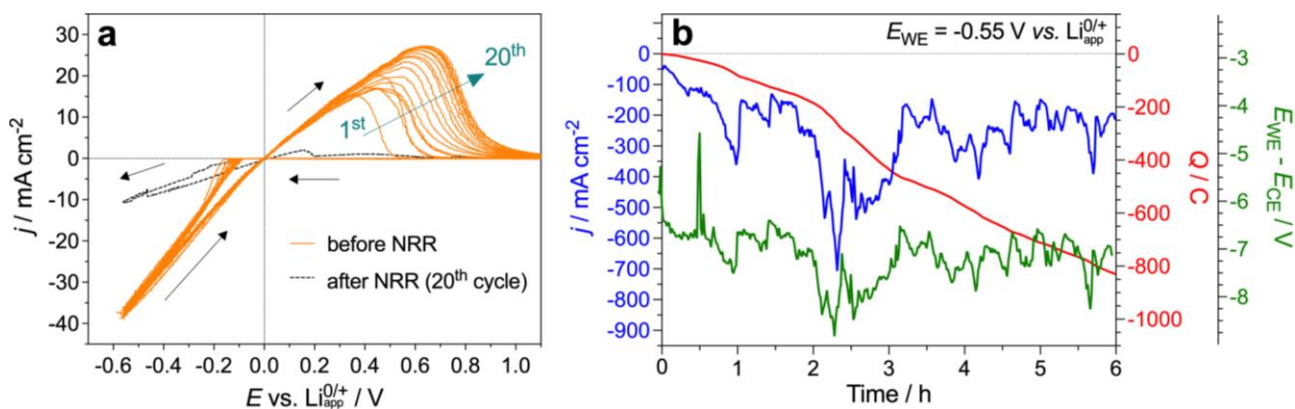 a
j / mA cm-2
30
20
10
0
-10
-20
-30
-40
20th
1st
before NRR
after NRR (20th cycle)
-0.6 -0.4 -0.2 0.0 0.2 0.4 0.6 0.8 1.0
E vs. Li0/+app / V
b
EWE = -0.55 V vs. Li0/+app
j / mA cm-2
0
-100
-200
-300
-400
-500
-600
-700
-800
-900
0 1 2 3 4 5 6
Time / h
0
-200
-400
-600
-800
-1000
Q / C
-3
-4
-5
-6
-7
-8
EWE - ECE / V